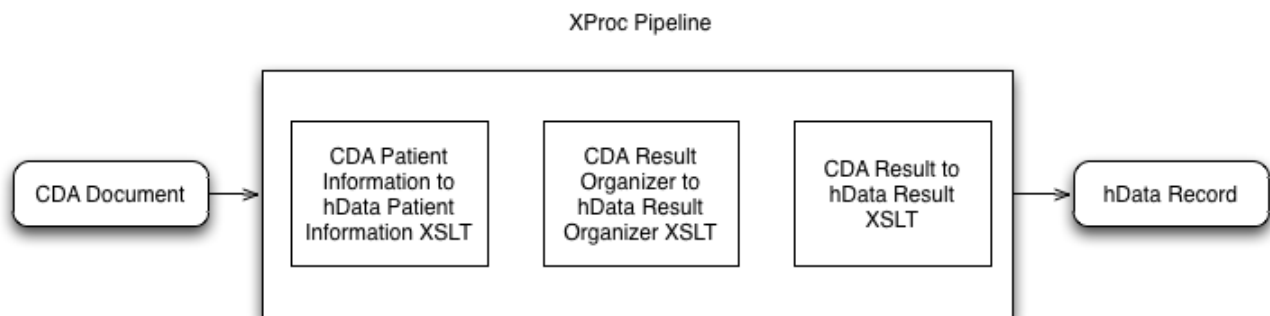 XProc Pipeline
CDA Document
CDA Patient
Information to
hData Patient
Information XSLT
CDA Result
Organizer to
hData Result
Organizer XSLT
CDA Result to
hData Result
XSLT
hData Record